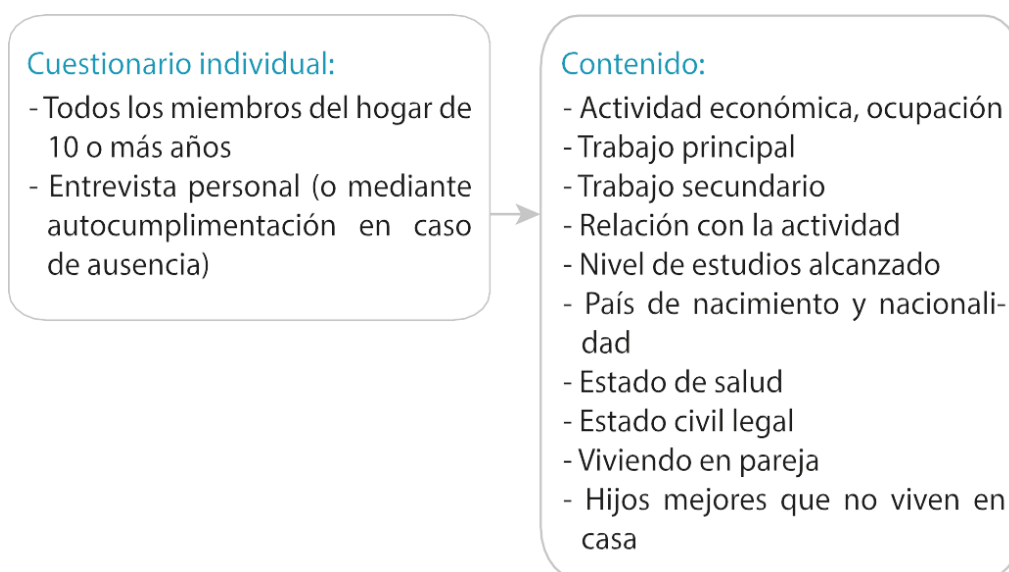 Cuestionario individual:
- Todos los miembros del hogar de
10 o más años
- Entrevista personal (o mediante
autocumplimentación en caso
de ausencia)
Contenido:
- Actividad económica, ocupación
- Trabajo principal
- Trabajo secundario
- Relación con la actividad
- Nivel de estudios alcanzado
- País de nacimiento y nacionali-
dad
- Estado de salud
- Estado civil legal
- Viviendo en pareja
- Hijos mejores que no viven en
casa